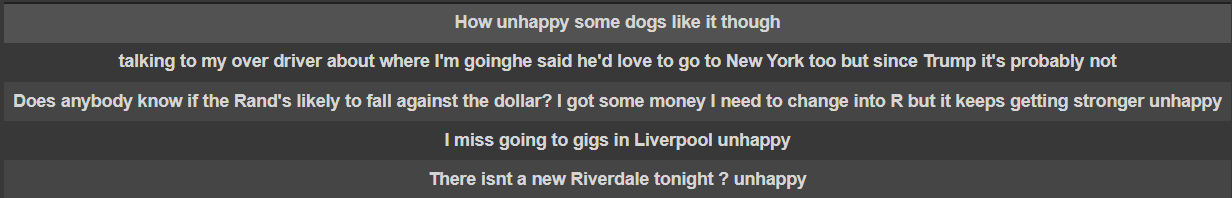 How unhappy some dogs like it though
talking to my over driver about where I'm goinghe said he'd love to go to New York too but since Trump it's probably not
Does anybody know if the Rand's likely to fall against the dollar? I got some money I need to change into R but it keeps getting stronger unhappy
I miss going to gigs in Liverpool unhappy
There isnt a new Riverdale tonight ? unhappy